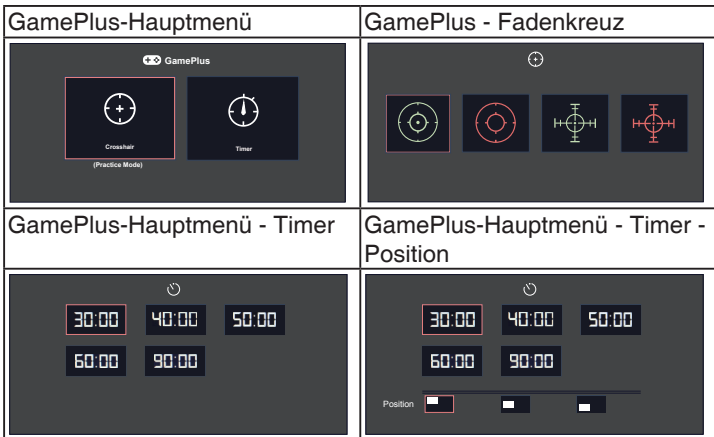 GamePlus-Hauptmenü
GamePlus - Fadenkreuz
GamePlus
Crosshair
Timer
(Practice Mode)
GamePlus-Hauptmenü - Timer
GamePlus-Hauptmenü - Timer -
Position
30:00 40:00 50:00
60:00 90:00
30:00 40:00 50:00
60:00 90:00
Position